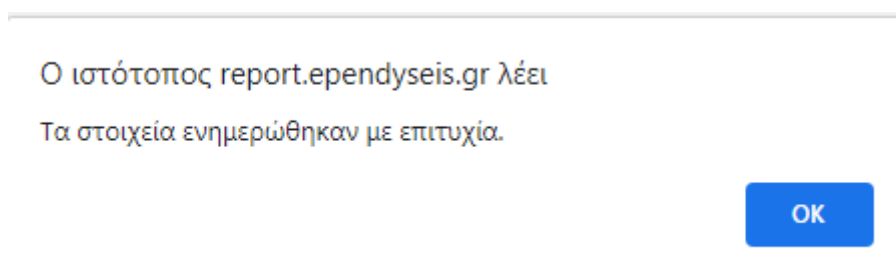 Ο ιστότοπος report.ependyseis.gr λέει
Τα στοιχεία ενημερώθηκαν με επιτυχία.
OK